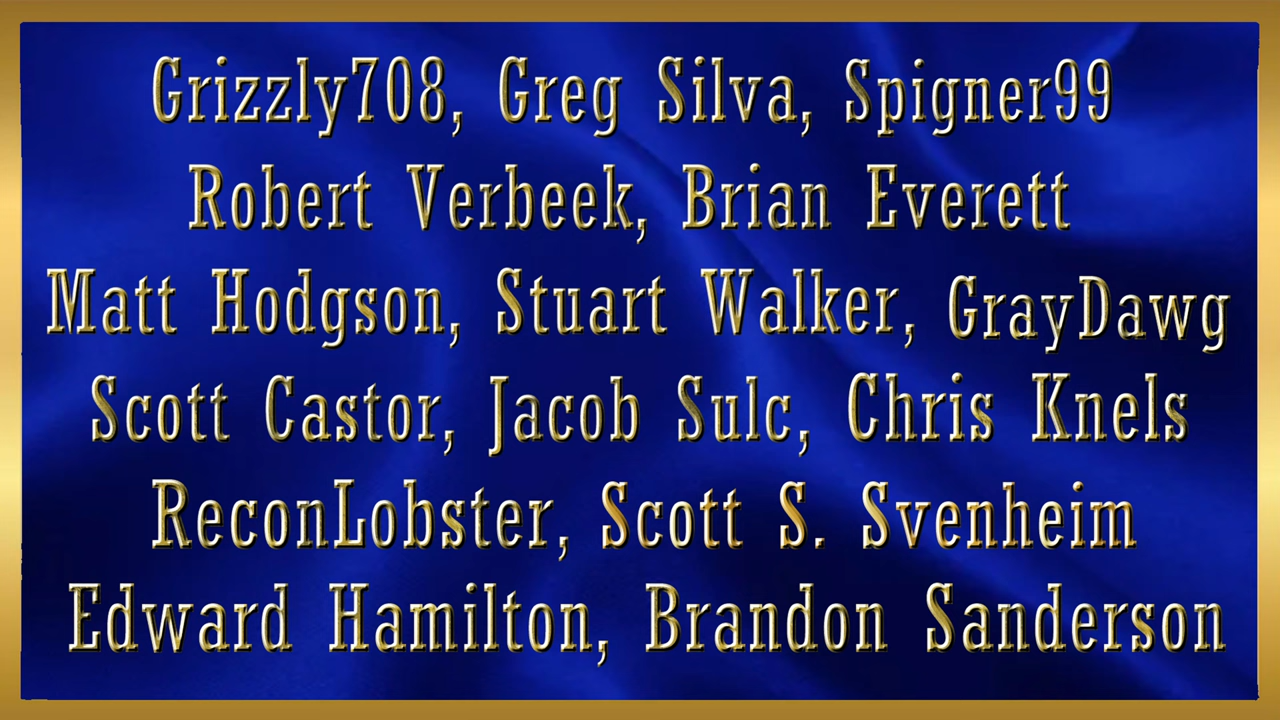 Grizzly708, Greg Silva, Spigner99
Robert Verbeek, Brian Everett
Matt Hodgson, Stuart Walker, GrayDawg
Scott Castor, Jacob Sulc, Chris Knels
ReconLobster, Scott S. Svenheim
Edward Hamilton, Brandon Sanderson